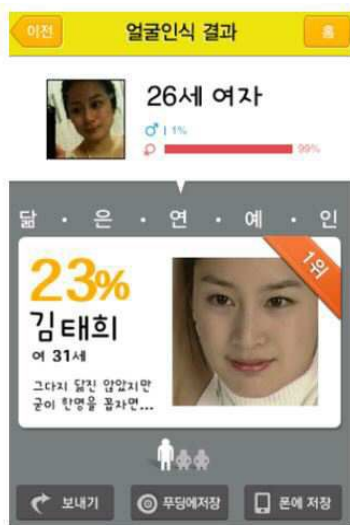 이전
얼굴인식 결과
홈
26세 여자
1%
99%
닮 · 은 · 연 · 예 · 인
1위
23%
김태희
여 31세
그다지 닮진 않았지만
굳이 한명을 꼽자면...
보내기
푸딩에저장
폰에 저장